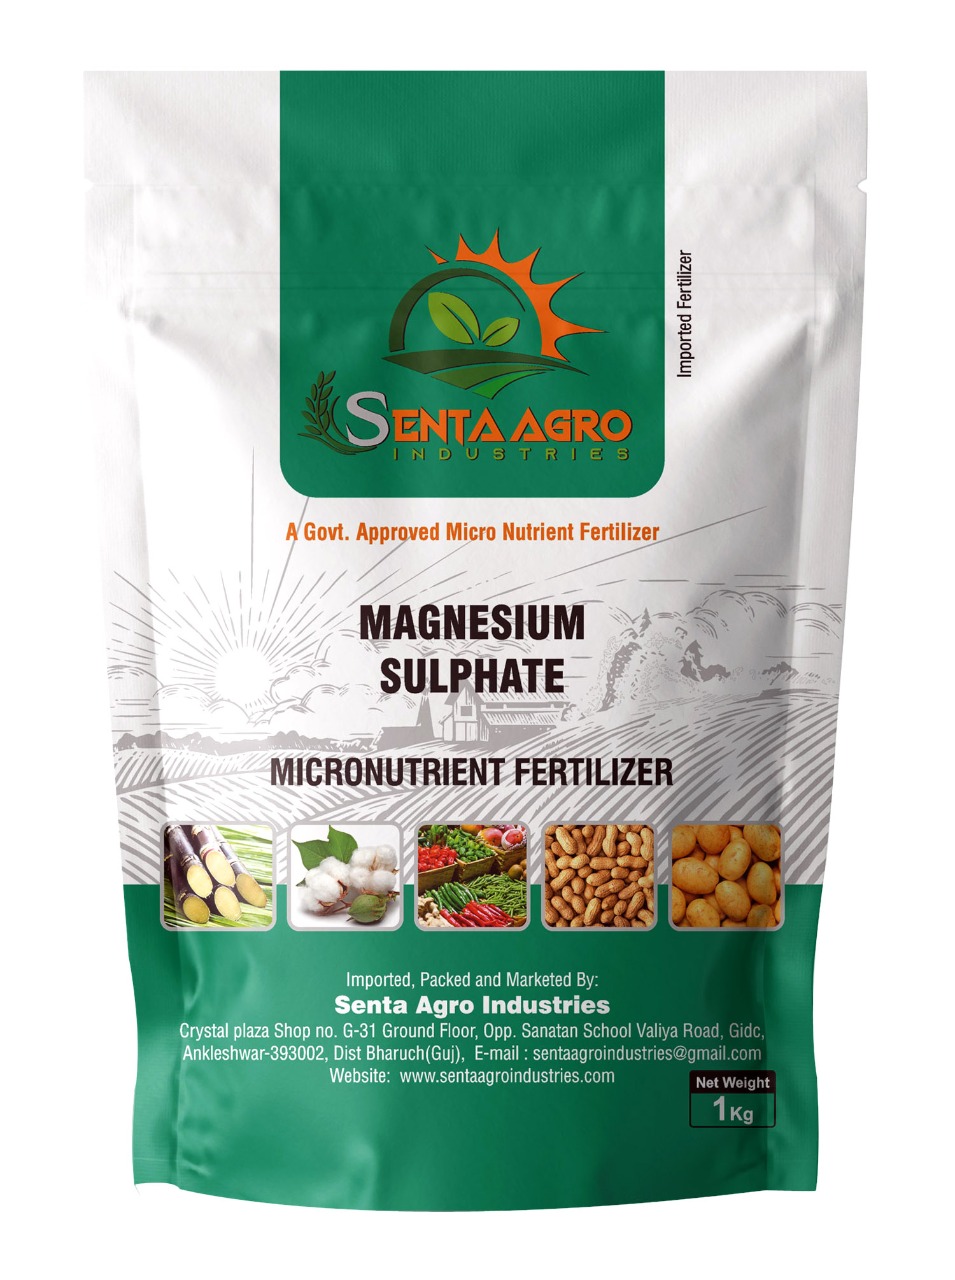 SENTA AGRO
INDUSTRIES
Imported Fertilizer
A Govt. Approved Micro Nutrient Fertilizer
MAGNESIUM
SULPHATE
MICRONUTRIENT FERTILIZER
Imported, Packed and Marketed By:
Senta Agro Industries
Crystal plaza Shop no. G-31 Ground Floor, Opp. Sanatan School Valiya Road, Gidc,
Ankleshwar-393002, Dist Bharuch(Guj), E-mail : sentaagroindustries@gmail.com
Website: www.sentaagroindustries.com
Net Weight
1Kg